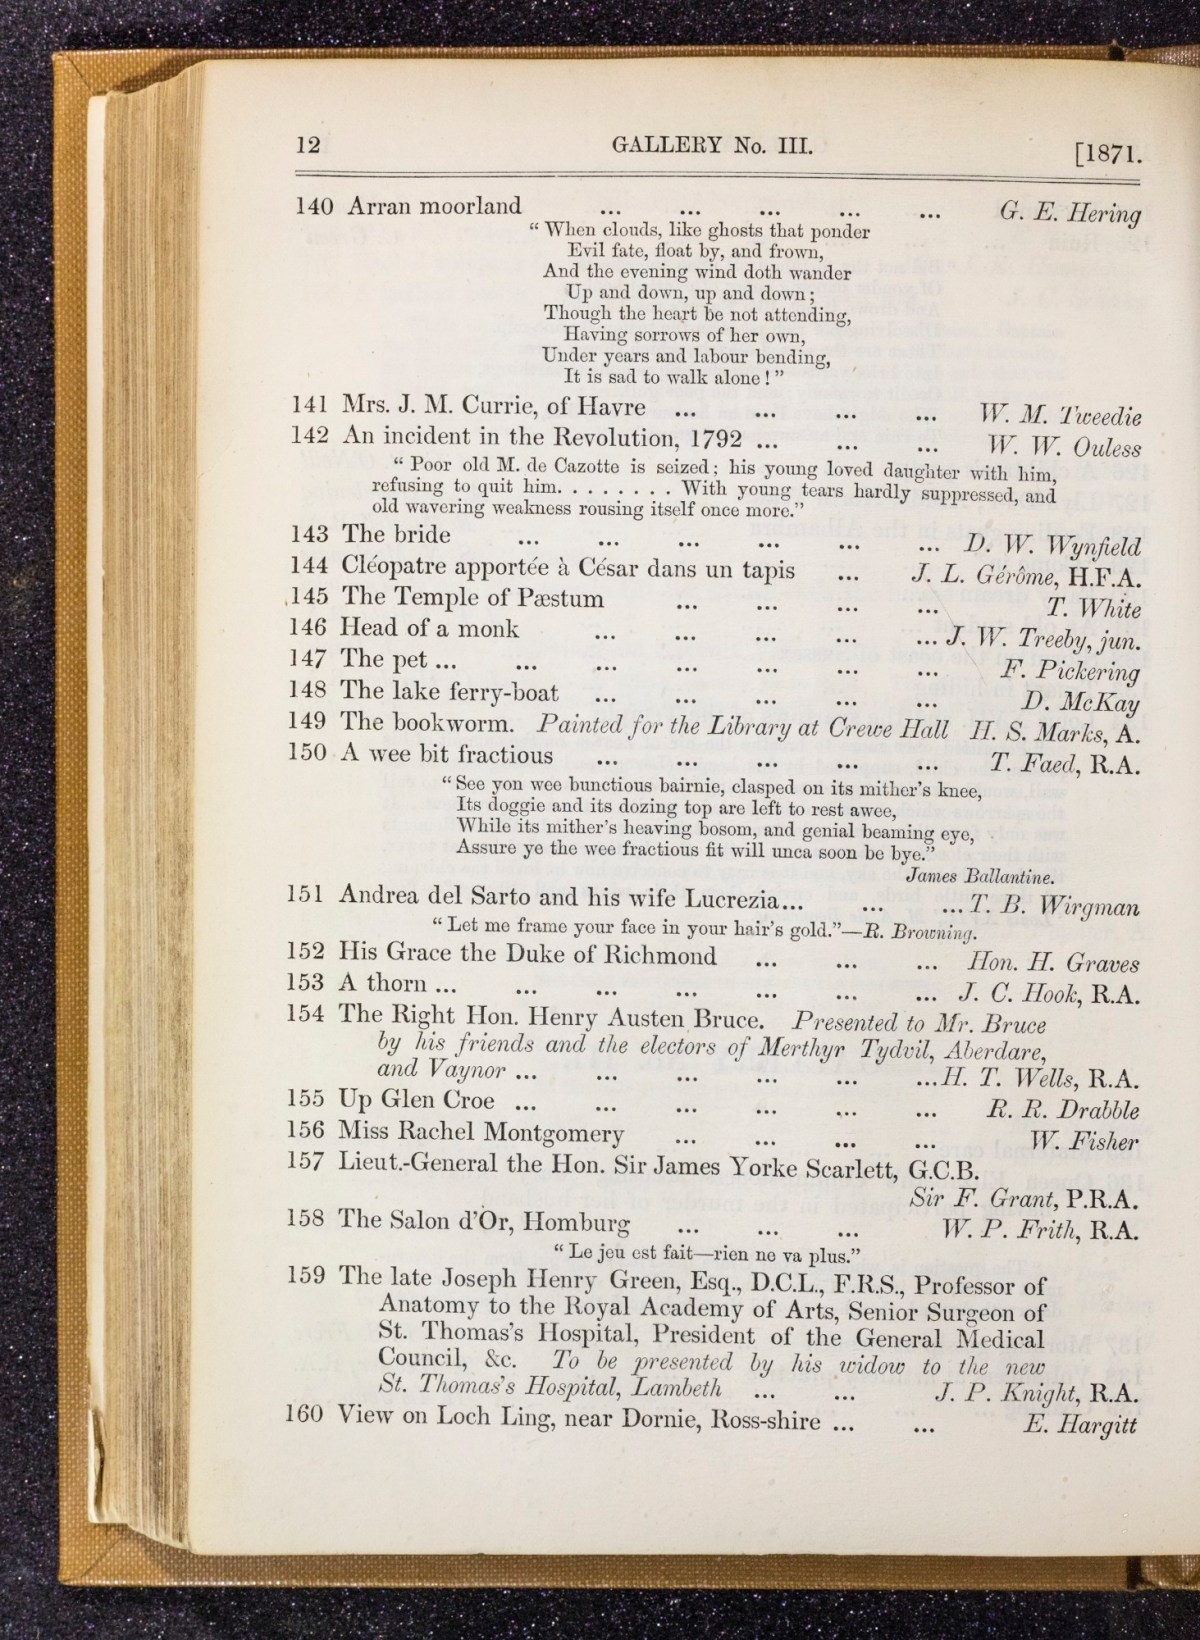 12 GALLERY No. III. [1871.
140 Arran moorland ... ... ... ... ... G. E. Hering
“ When clouds, like ghosts that ponder
Evil fate, float by, and frown,
And the evening wind doth wander
Up and down, up and down ;
Though the heart be not attending,
Having sorrows of her own,
Under years and labour bending,
It is sad to walk alone ! ”
141 Mrs. J. M. Currie, of Havre ... ... ... ... W. M. Tweedie
142 An incident in the Revolution, 1792 ... ... ... W. W. Ouless
“ Poor old M. de Cazotte is seized ; his young loved daughter with him,
refusing to quit him. . . . . . . . With young tears hardly suppressed, and
old wavering weakness rousing itself once more.”
143 The bride ... ... ... ... ... ... D. W. Wynfield
144 Cléopatre apportée à César dans un tapis ... J. L. Gérôme, H.F.A.
145 The Temple of Pæstum ... ... ... ... T. White
146 Head of a monk ... ... ... ... ... J. W. Treeby, jun.
147 The pet ... ... ... ... ... ... ... F. Pickering
148 The lake ferry-boat ... ... ... ... ... D. McKay
149 The bookworm. Painted for the Library at Crewe Hall H. S. Marks, A.
150 A wee bit fractious ... ... ... ... ... T. Faed, R.A.
“ See yon wee bunctious bairnie, clasped on its mither’s knee,
Its doggie and its dozing top are left to rest awee,
While its mither’s heaving bosom, and genial beaming eye,
Assure ye the wee fractious fit will unca soon be bye.”
James Ballantine.
151 Andrea del Sarto and his wife Lucrezia... ... ... T. B. Wirgman
“ Let me frame your face in your hair’s gold.”—R. Browning.
152 His Grace the Duke of Richmond ... ... ... Hon. H. Graves
153 A thorn ... ... ... ... ... ... ... J. C. Hook, R.A.
154 The Right Hon. Henry Austen Bruce. Presented to Mr. Bruce
by his friends and the electors of Merthyr Tydvil, Aberdare,
and Vaynor ... ... ... ... ... ... H. T. Wells, R.A.
155 Up Glen Croe ... ... ... ... ... ... R. R. Drabble
156 Miss Rachel Montgomery ... ... ... ... W. Fisher
157 Lieut.-General the Hon. Sir James Yorke Scarlett, G.C.B.
Sir F. Grant, P.R.A.
158 The Salon d’Or, Homburg ... ... ... W. P. Frith, R.A.
“ Le jeu est fait—rien ne va plus.”
159 The late Joseph Henry Green, Esq., D.C.L., F.R.S., Professor of
Anatomy to the Royal Academy of Arts, Senior Surgeon of
St. Thomas’s Hospital, President of the General Medical
Council, &c. To be presented by his widow to the new
St. Thomas’s Hospital, Lambeth ... ... J. P. Knight, R.A.
160 View on Loch Ling, near Dornie, Ross-shire ... ... E. Hargitt